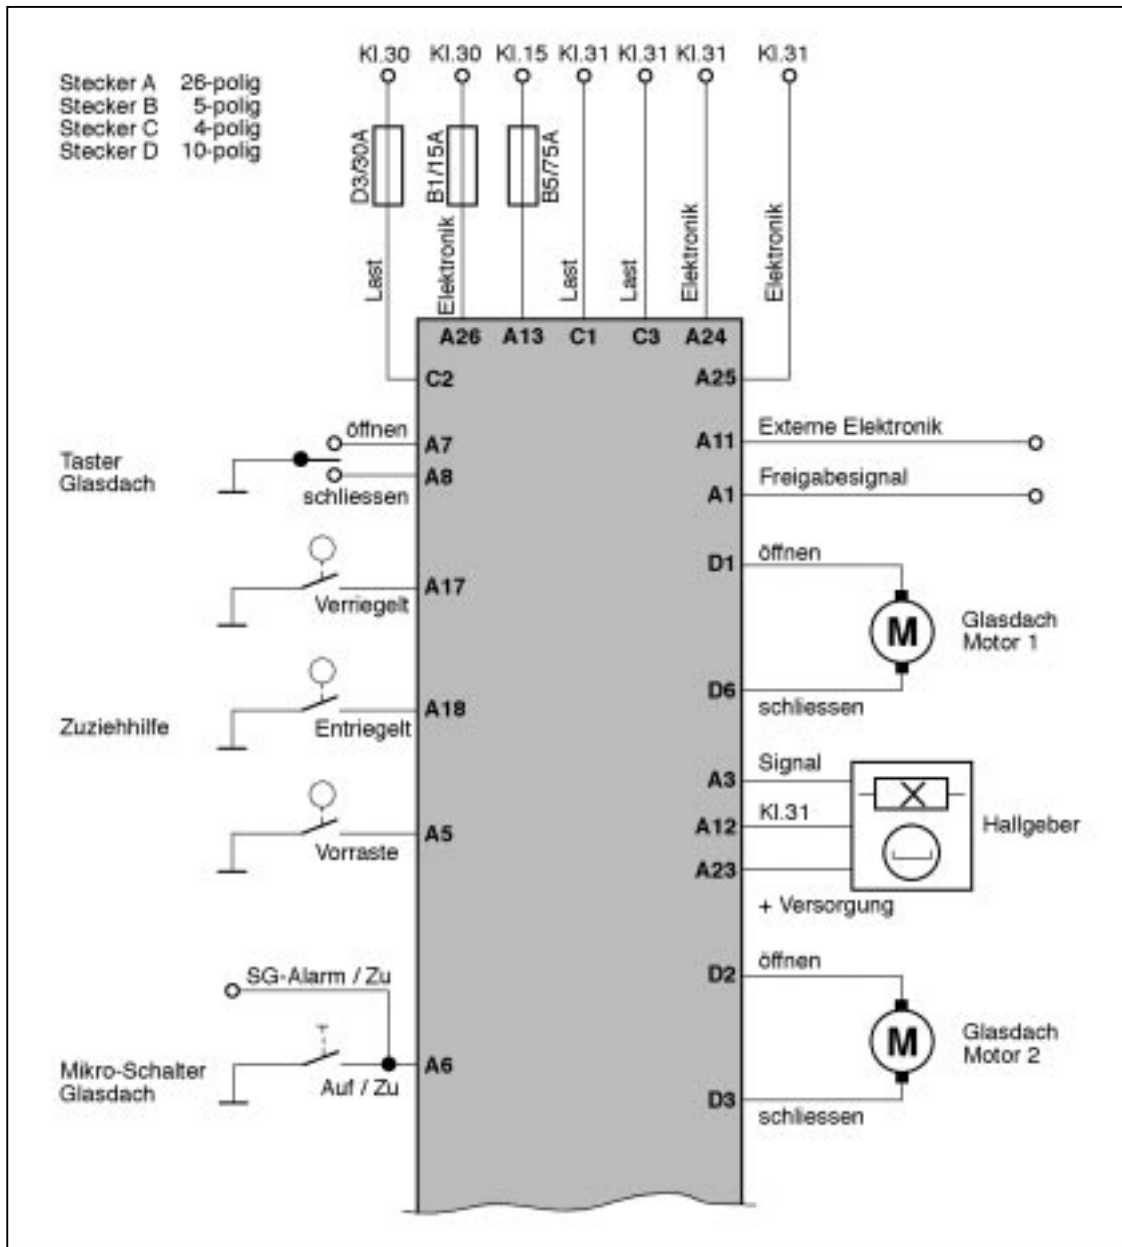 Kl.30 Kl.30 Kl.15 Kl.31 Kl.31 Kl.31 Kl.31
Stecker A 26-polig
Stecker B 5-polig
Stecker C 4-polig
Stecker D 10-polig
D3/30A
B1/15A
B5/75A
Last
Elektronik
Last
Last
Elektronik
Elektronik
A26 A13 C1 C3 A24
C2
A25
öffnen
A7
Taster
Glasdach
A8
schliessen
A11
Externe Elektronik
A1
Freigabesignal
A17
Verriegelt
D1
öffnen
M
Glasdach
Motor 1
D6
schliessen
Zuziehhilfe
A18
Entriegelt
A5
Vorraste
A3
Signal
A12
Kl.31
A23
+ Versorgung
Hallgeber
SG-Alarm / Zu
Mikro-Schalter
Glasdach
A6
Auf / Zu
D2
öffnen
M
Glasdach
Motor 2
D3
schliessen